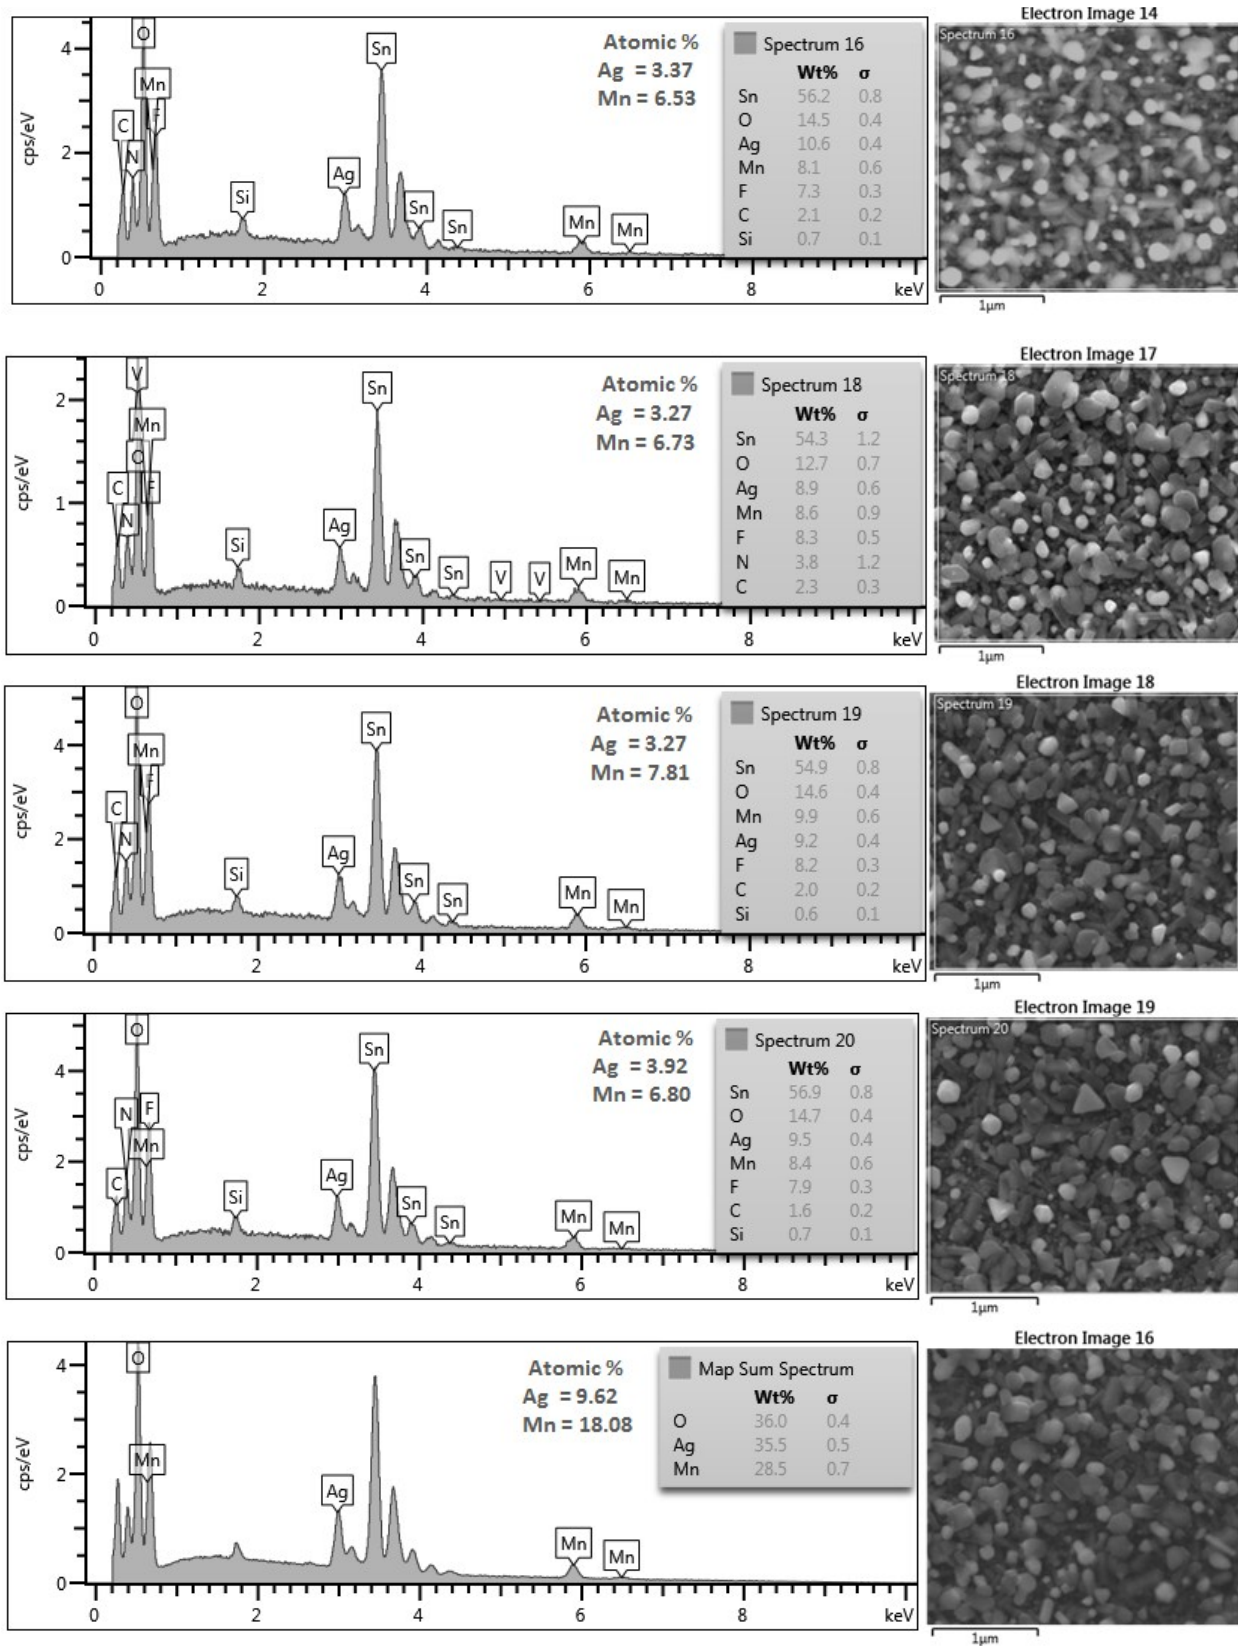 Electron Image 14
Atomic %
Ag = 3.37
Mn = 6.53
Spectrum 16
Wt% σ
Sn 56.2 0.8
O 14.5 0.4
Ag 10.6 0.4
Mn 8.1 0.6
F 7.3 0.3
C 2.1 0.2
Si 0.7 0.1
cps/eV
4
2
0
C
N
O
Mn
F
Si
Ag
Sn
Sn
Sn
Mn
Mn
0 2 4 6 8 keV
Spectrum 16
1µm
Electron Image 17
Atomic %
Ag = 3.27
Mn = 6.73
Spectrum 18
Wt% σ
Sn 54.3 1.2
O 12.7 0.7
Ag 8.9 0.6
Mn 8.6 0.9
F 8.3 0.5
N 3.8 1.2
C 2.3 0.3
cps/eV
2
1
0
V
Mn
O
C
F
N
Si
Ag
Sn
Sn
Sn
V
V
Mn
Mn
0 2 4 6 8 keV
Spectrum 18
1µm
Electron Image 18
Atomic %
Ag = 3.27
Mn = 7.81
Spectrum 19
Wt% σ
Sn 54.9 0.8
O 14.6 0.4
Mn 9.9 0.6
Ag 9.2 0.4
F 8.2 0.3
C 2.0 0.2
Si 0.6 0.1
cps/eV
4
2
0
O
Mn
F
C
N
Si
Ag
Sn
Sn
Sn
Mn
Mn
0 2 4 6 8 keV
Spectrum 19
1µm
Electron Image 19
Atomic %
Ag = 3.92
Mn = 6.80
Spectrum 20
Wt% σ
Sn 56.9 0.8
O 14.7 0.4
Ag 9.5 0.4
Mn 8.4 0.6
F 7.9 0.3
C 1.6 0.2
Si 0.7 0.1
cps/eV
4
2
0
O
N
F
Mn
C
Si
Ag
Sn
Sn
Sn
Mn
Mn
0 2 4 6 8 keV
Spectrum 20
1µm
Electron Image 16
Atomic %
Ag = 9.62
Mn = 18.08
Map Sum Spectrum
Wt% σ
O 36.0 0.4
Ag 35.5 0.5
Mn 28.5 0.7
cps/eV
4
2
0
O
Mn
Ag
Mn
Mn
0 2 4 6 8 keV
1µm